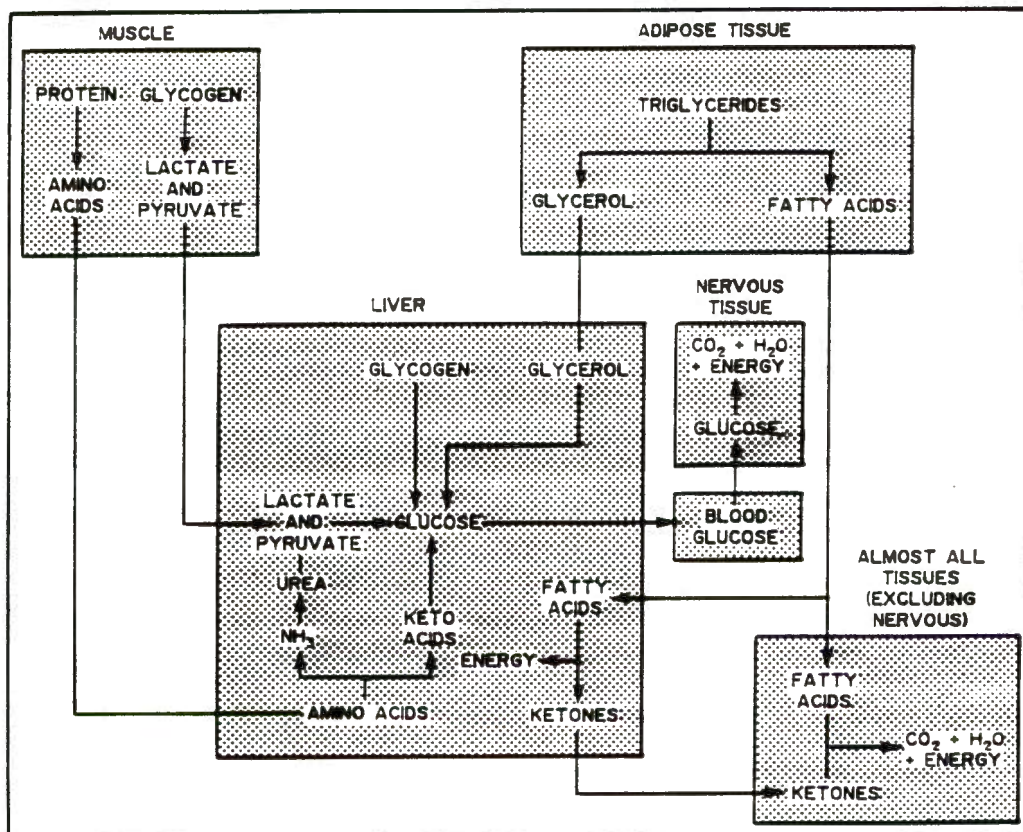 MUSCLE
PROTEIN GLYCOGEN
AMINO
ACIDS
LACTATE
AND
PYRUVATE
ADIPOSE TISSUE
TRIGLYCERIDES
GLYCEROL
FATTY ACIDS
NERVOUS
TISSUE
CO₂ + H₂O
+ ENERGY
GLUCOSE
BLOOD
GLUCOSE
LIVER
GLYCOGEN
GLYCEROL
LACTATE
AND
PYRUVATE
GLUCOSE
UREA
NH₃
KETO
ACIDS
AMINO ACIDS
FATTY
ACIDS
ENERGY
KETONES
ALMOST ALL
TISSUES
(EXCLUDING
NERVOUS)
FATTY
ACIDS
CO₂ + H₂O
+ ENERGY
KETONES